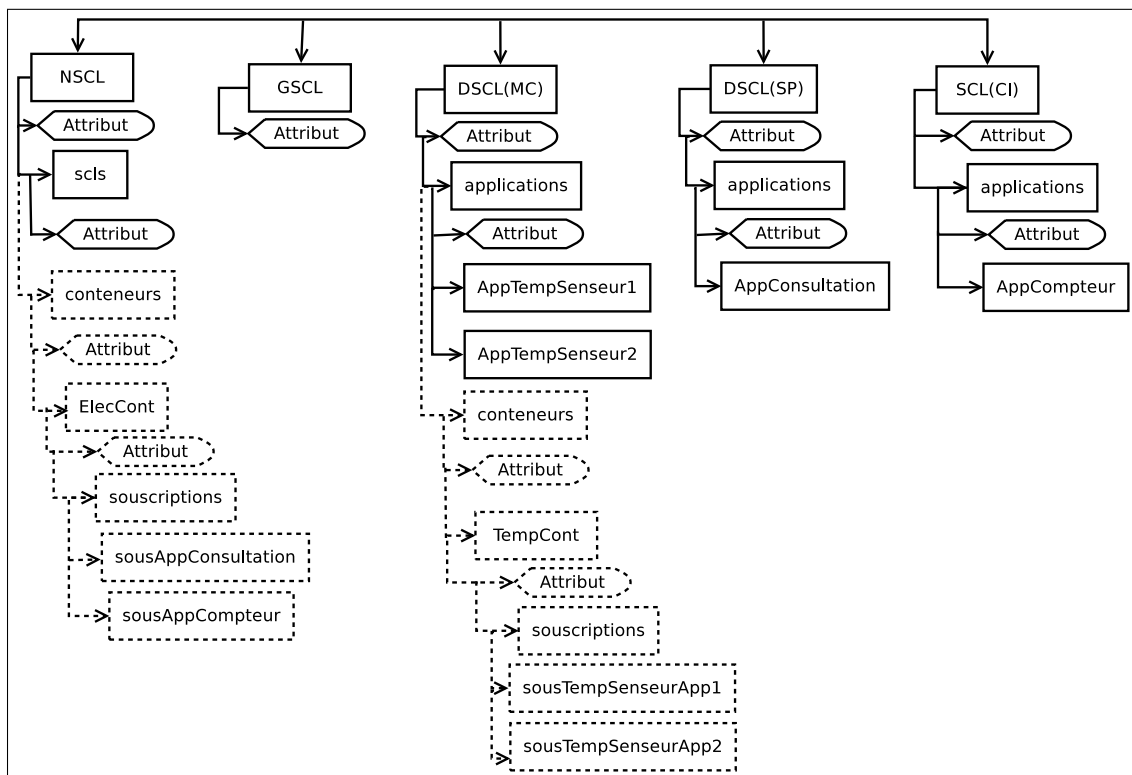 NSCL
Attribut
scls
Attribut
conteneurs
Attribut
ElecCont
Attribut
souscriptions
sousAppConsultation
sousAppCompteur
GSCL
Attribut
DSCL(MC)
Attribut
applications
Attribut
AppTempSenseur1
AppTempSenseur2
conteneurs
Attribut
TempCont
Attribut
souscriptions
sousTempSenseurApp1
sousTempSenseurApp2
DSCL(SP)
Attribut
applications
Attribut
AppConsultation
SCL(CI)
Attribut
applications
Attribut
AppCompteur